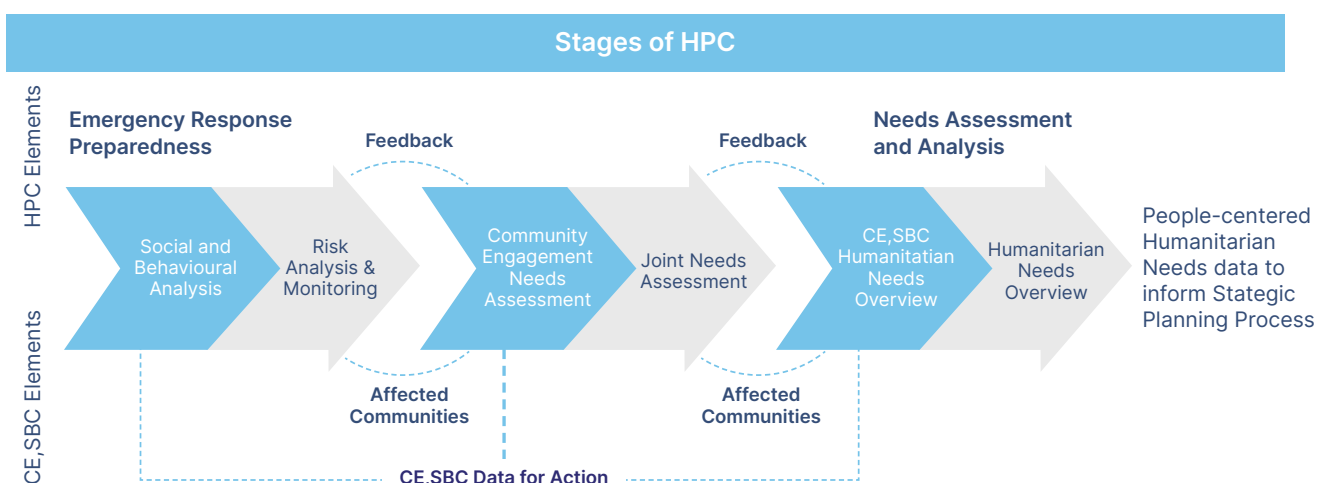 Stages of HPC
HPC Elements
CE,SBC Elements
Emergency Response
Preparedness
Feedback
Feedback
Needs Assessment
and Analysis
Social and
Behavioural
Analysis
Risk
Analysis &
Monitoring
Community
Engagement
Needs
Assessment
Joint Needs
Assessment
CE,SBC
Humanitatian
Needs
Overview
Humanitarian
Needs
Overview
People-centered
Humanitarian
Needs data to
inform Stategic
Planning Process
Affected
Communities
Affected
Communities
CE,SBC Data for Action